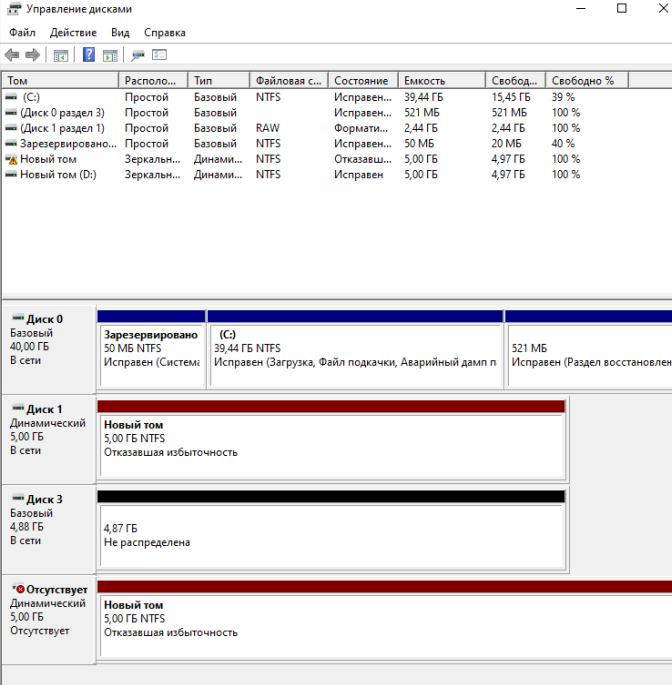 Управление дисками
Файл Действие Вид Справка
Том Располо... Тип Файловая с... Состояние Емкость Свобод... Свободно %
(C:) Простой Базовый NTFS Исправен... 39,44 ГБ 15,45 ГБ 39 %
(Диск 0 раздел 3) Простой Базовый Исправен... 521 МБ 521 МБ 100 %
(Диск 1 раздел 1) Простой Базовый RAW Формати... 2,44 ГБ 2,44 ГБ 100 %
Зарезервировано... Простой Базовый NTFS Исправен... 50 МБ 20 МБ 40 %
Новый том Зеркальн... Динами... NTFS Отказавш... 5,00 ГБ 4,97 ГБ 100 %
Новый том (D:) Зеркальн... Динами... NTFS Исправен 5,00 ГБ 4,97 ГБ 100 %
Диск 0
Базовый
40,00 ГБ
В сети
Зарезервировано
50 МБ NTFS
Исправен (Система
(C:)
39,44 ГБ NTFS
Исправен (Загрузка, Файл подкачки, Аварийный дамп п
521 МБ
Исправен (Раздел восстановлен
Диск 1
Динамический
5,00 ГБ
В сети
Новый том
5,00 ГБ NTFS
Отказавшая избыточность
Диск 3
Базовый
4,88 ГБ
В сети
4,87 ГБ
Не распределена
Отсутствует
Динамический
5,00 ГБ
Отсутствует
Новый том
5,00 ГБ NTFS
Отказавшая избыточность